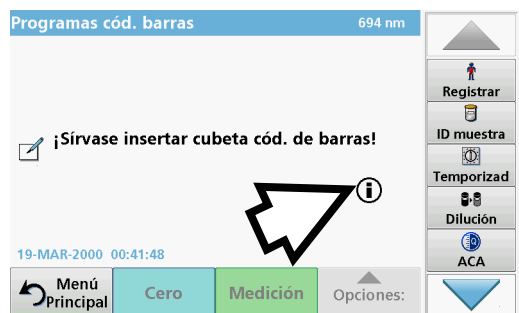 Programas cód. barras 694 nm
¡Sírvase insertar cubeta cód. de barras!
i
19-MAR-2000 00:41:48
Menú
Principal
Cero
Medición
Opciones:
Registrar
ID muestra
Temporizad
Dilución
ACA